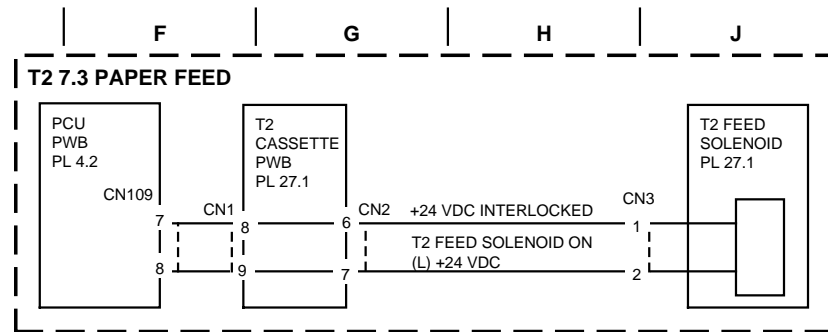 F G H J
T2 7.3 PAPER FEED
PCU
PWB
PL 4.2
CN109
7
8
T2
CASSETTE
PWB
PL 27.1
CN1
8
9
6
7
CN2
+24 VDC INTERLOCKED
T2 FEED SOLENOID ON
(L) +24 VDC
CN3
1
2
T2 FEED
SOLENOID
PL 27.1